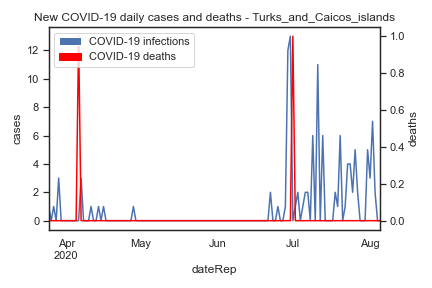 New COVID-19 daily cases and deaths - Turks_and_Caicos_islands
COVID-19 infections
COVID-19 deaths
12
10
8
6
4
2
0
cases
1.0
0.8
0.6
0.4
0.2
0.0
deaths
Apr
2020
May
Jun
Jul
Aug
dateRep